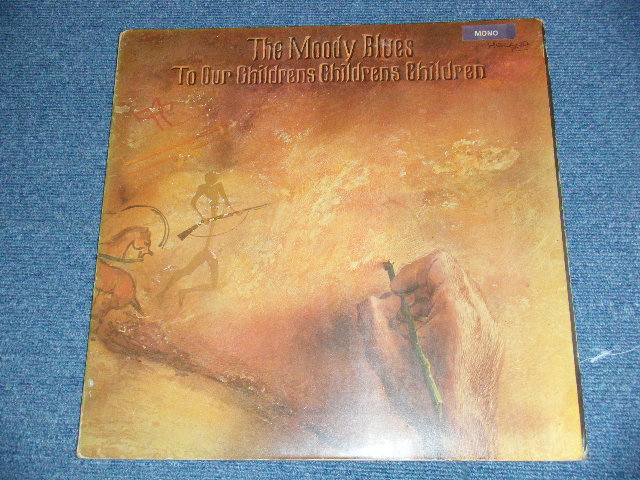 The Moody Blues
MONO
To Our Childrens Childrens Children